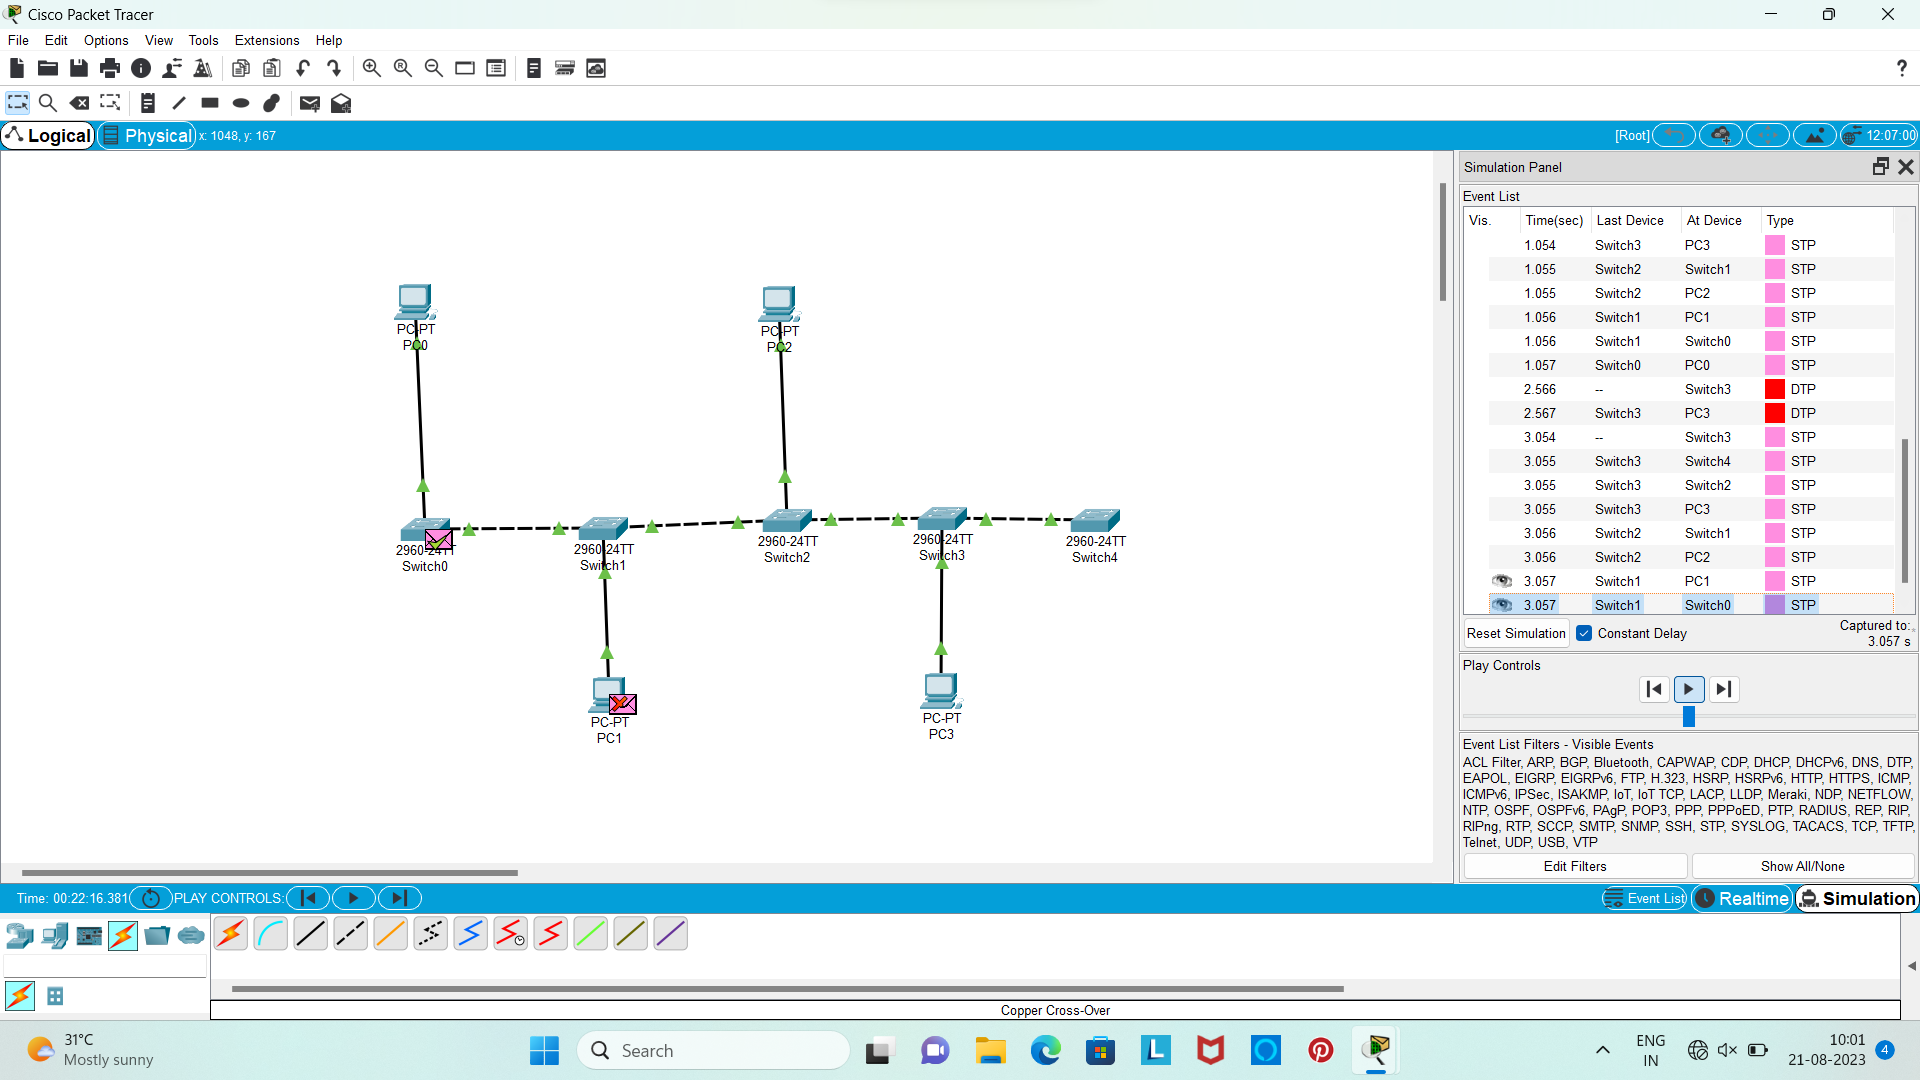 Cisco Packet Tracer
File Edit Options View Tools Extensions Help
Logical Physical x: 1048, y: 167 [Root] 12:07:00
Simulation Panel
Event List
Vis. Time(sec) Last Device At Device Type
1.054 Switch3 PC3 STP
1.055 Switch2 Switch1 STP
1.055 Switch2 PC2 STP
1.056 Switch1 PC1 STP
1.056 Switch1 Switch0 STP
1.057 Switch0 PC0 STP
2.566 -- Switch3 DTP
2.567 Switch3 PC3 DTP
3.054 -- Switch3 STP
3.055 Switch3 Switch4 STP
3.055 Switch3 Switch2 STP
3.055 Switch3 PC3 STP
3.056 Switch2 Switch1 STP
3.056 Switch2 PC2 STP
3.057 Switch1 PC1 STP
3.057 Switch1 Switch0 STP
Reset Simulation Constant Delay Captured to:
3.057 s
Play Controls
Event List Filters - Visible Events
ACL Filter, ARP, BGP, Bluetooth, CAPWAP, CDP, DHCP, DHCPv6, DNS, DTP,
EAPOL, EIGRP, EIGRPv6, FTP, H.323, HSRP, HSRPv6, HTTP, HTTPS, ICMP,
ICMPv6, IPSec, ISAKMP, IoT, IoT TCP, LACP, LLDP, Meraki, NDP, NETFLOW,
NTP, OSPF, OSPFv6, PAgP, POP3, PPP, PPPoED, PTP, RADIUS, REP, RIP,
RIPng, RTP, SCCP, SMTP, SNMP, SSH, STP, SYSLOG, TACACS, TCP, TFTP,
Telnet, UDP, USB, VTP
Edit Filters Show All/None
PC-PT
PC0
PC-PT
PC2
2960-24TT
Switch0
2960-24TT
Switch1
2960-24TT
Switch2
2960-24TT
Switch3
2960-24TT
Switch4
PC-PT
PC1
PC-PT
PC3
Time: 00:22:16.381 PLAY CONTROLS: Event List Realtime Simulation
Copper Cross-Over
31°C
Mostly sunny
Search
ENG
IN
10:01
21-08-2023
4